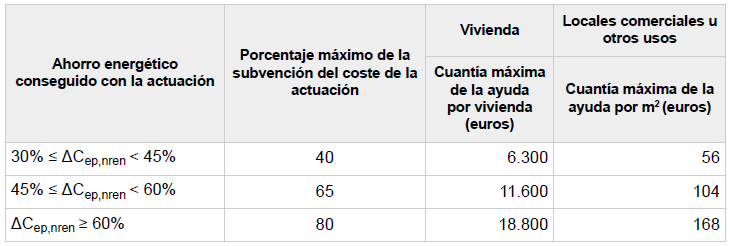 Ahorro energético
conseguido con la actuación
Porcentaje máximo de la
subvención del coste de la
actuación
Vivienda
Locales comerciales u
otros usos
Cuantía máxima
de la ayuda
por vivienda
(euros)
Cuantía máxima de la
ayuda por m² (euros)
30% ≤ ΔCep,nren < 45% 40 6.300 56
45% ≤ ΔCep,nren < 60% 65 11.600 104
ΔCep,nren ≥ 60% 80 18.800 168